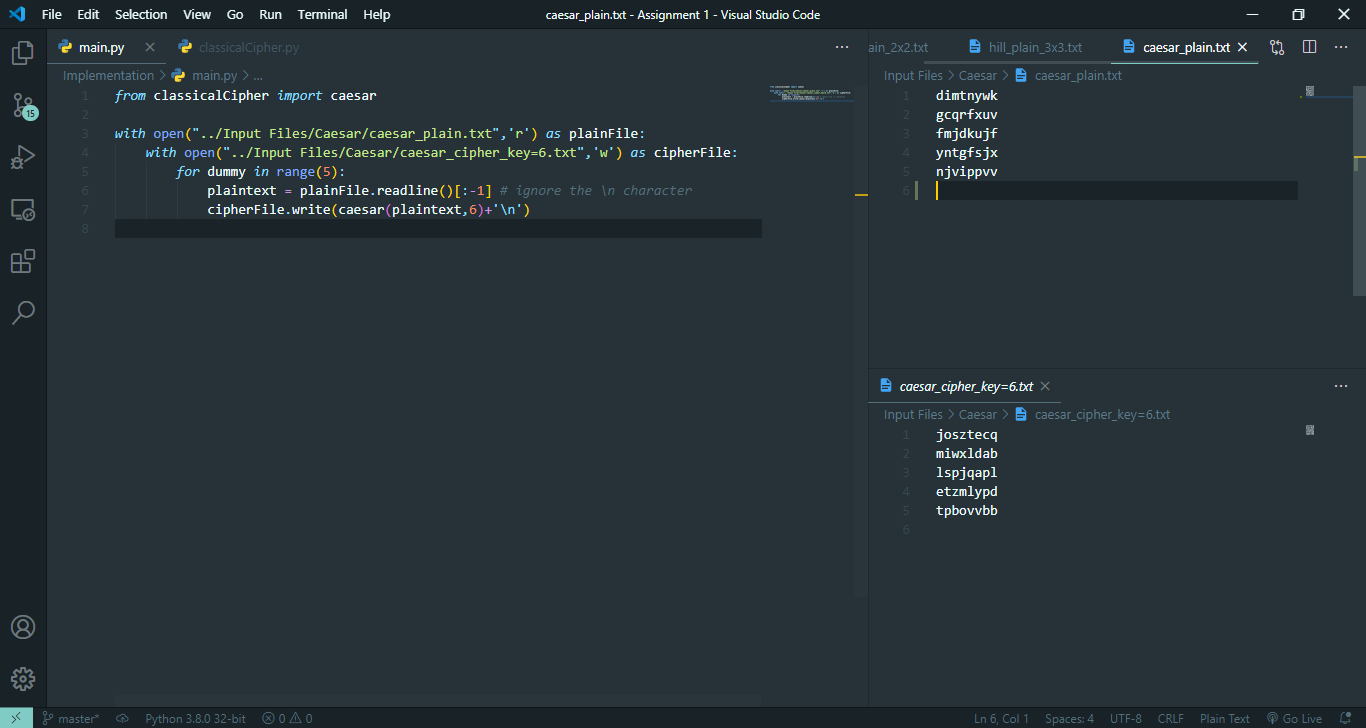 File Edit Selection View Go Run Terminal Help caesar_plain.txt - Assignment 1 - Visual Studio Code
main.py classicalCipher.py
Implementation > main.py > ...
1 from classicalCipher import caesar
2
3 with open("../Input Files/Caesar/caesar_plain.txt",'r') as plainFile:
4 with open("../Input Files/Caesar/caesar_cipher_key=6.txt",'w') as cipherFile:
5 for dummy in range(5):
6 plaintext = plainFile.readline()[:-1] # ignore the \n character
7 cipherFile.write(caesar(plaintext,6)+'\n')
8
ain_2x2.txt hill_plain_3x3.txt caesar_plain.txt
Input Files > Caesar > caesar_plain.txt
1 dimtnywk
2 gcqrfxuv
3 fmjdkujf
4 yntgfsjx
5 njvippvv
6
caesar_cipher_key=6.txt
Input Files > Caesar > caesar_cipher_key=6.txt
1 josztecq
2 miwxldab
3 lspjqapl
4 etzmlypd
5 tpbovvbb
6
15
master* Python 3.8.0 32-bit 0 0 Ln 6, Col 1 Spaces: 4 UTF-8 CRLF Plain Text Go Live